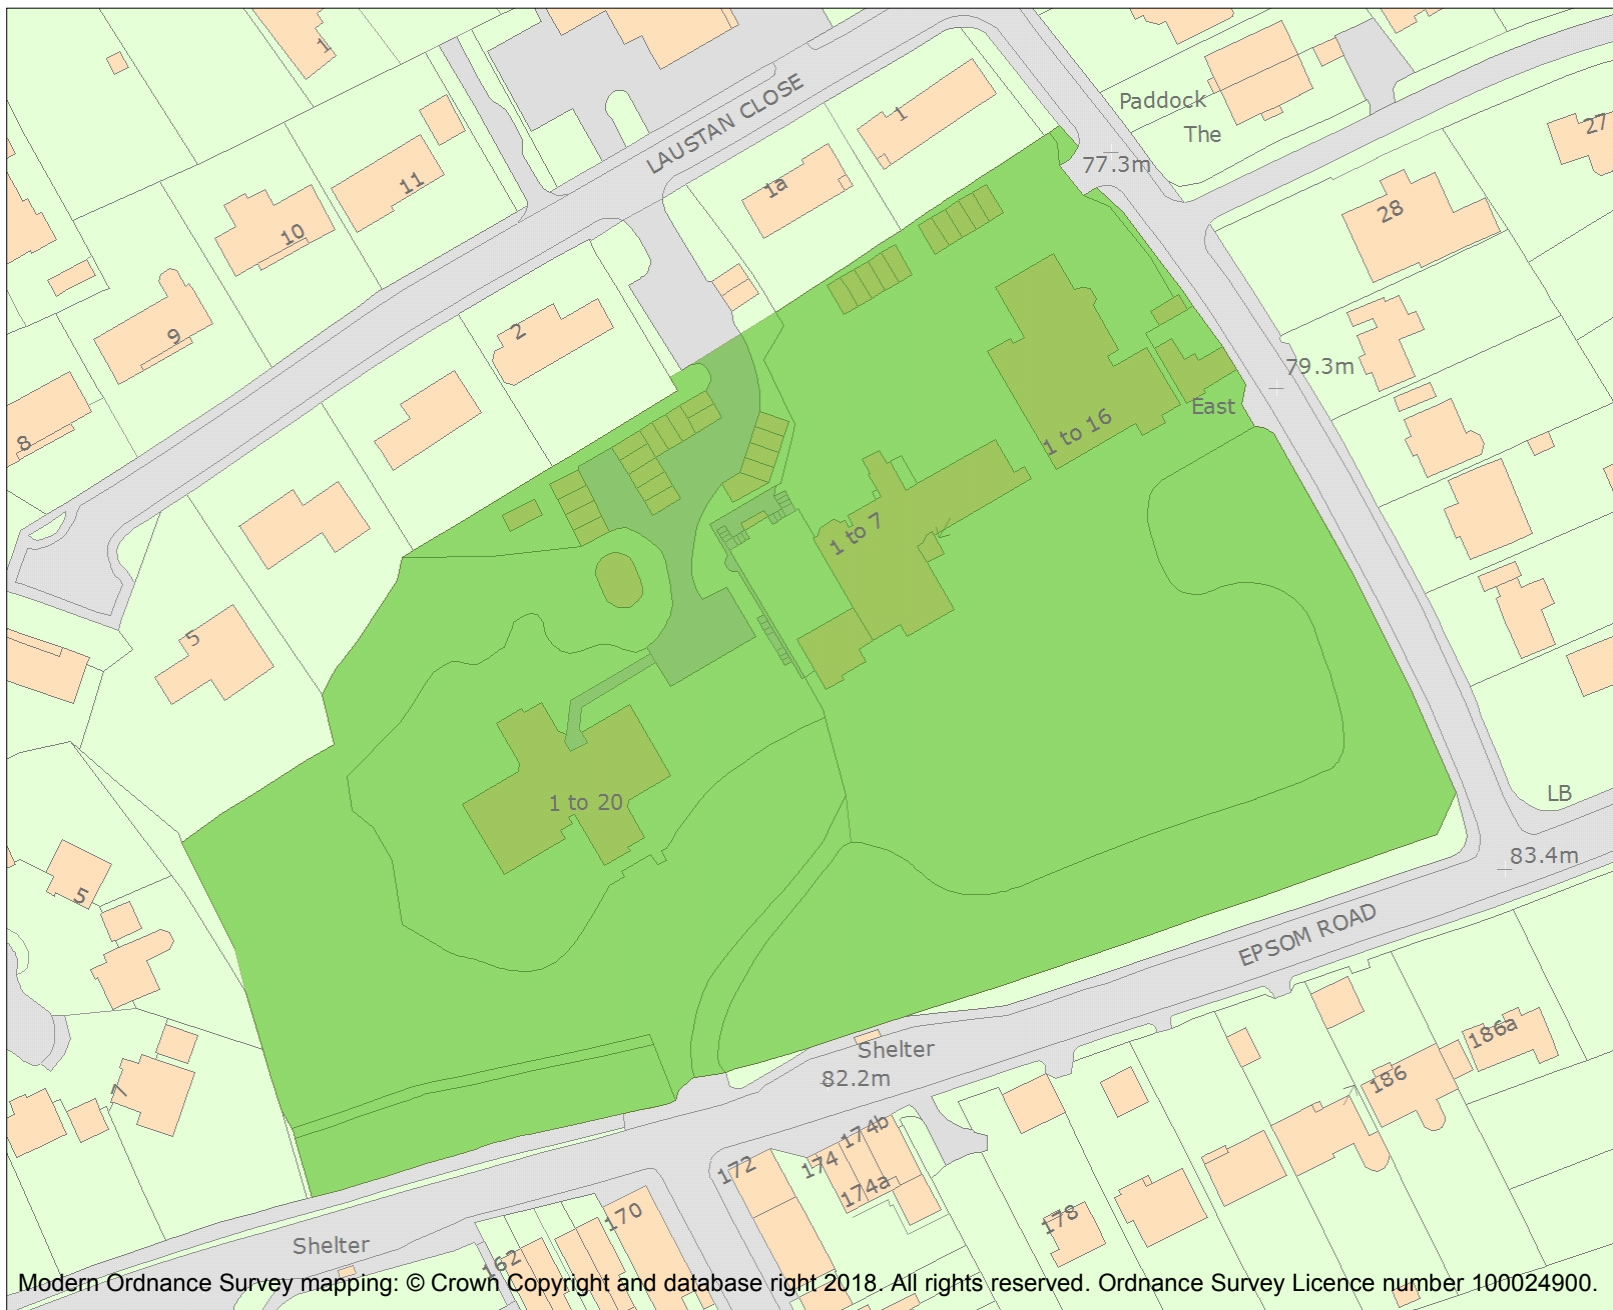 1
LAUSTAN CLOSE
1
Paddock
The
27
77.3m
11
1a
28
10
9
2
79.3m
East
8
1 to 16
1 to 7
5
1 to 20
LB
5
83.4m
EPSOM ROAD
186a
Shelter
82.2m
186
7
174b
172
174
174a
170
178
Shelter
162
Modern Ordnance Survey mapping: © Crown Copyright and database right 2018. All rights reserved. Ordnance Survey Licence number 100024900.